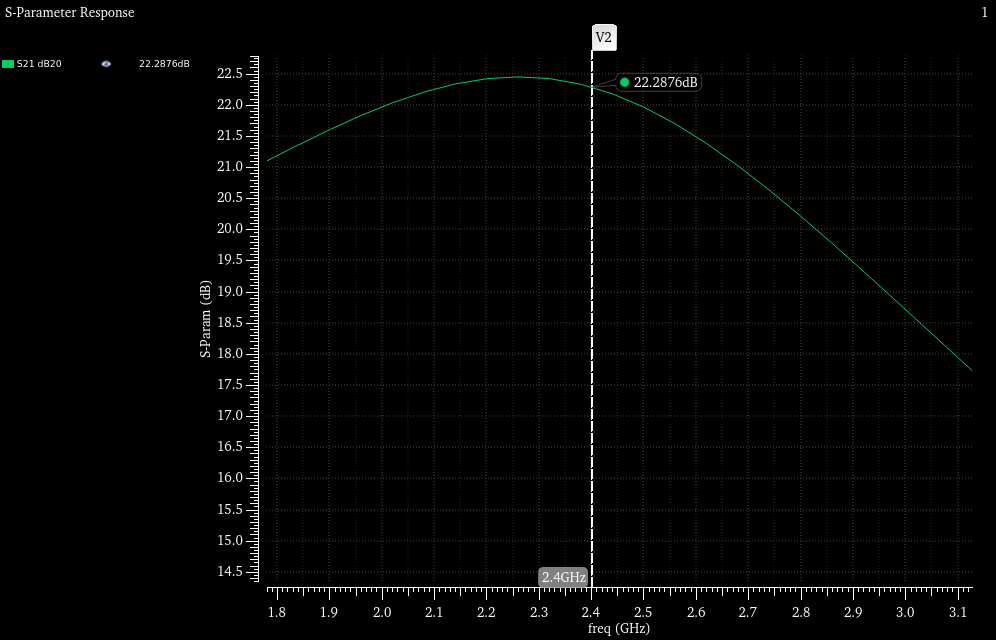 S-Parameter Response
1
V2
S21 dB20 22.2876dB
22.2876dB
22.5
22.0
21.5
21.0
20.5
20.0
19.5
19.0
18.5
18.0
17.5
17.0
16.5
16.0
15.5
15.0
14.5
S-Param (dB)
2.4GHz
1.8 1.9 2.0 2.1 2.2 2.3 2.4 2.5 2.6 2.7 2.8 2.9 3.0 3.1
freq (GHz)